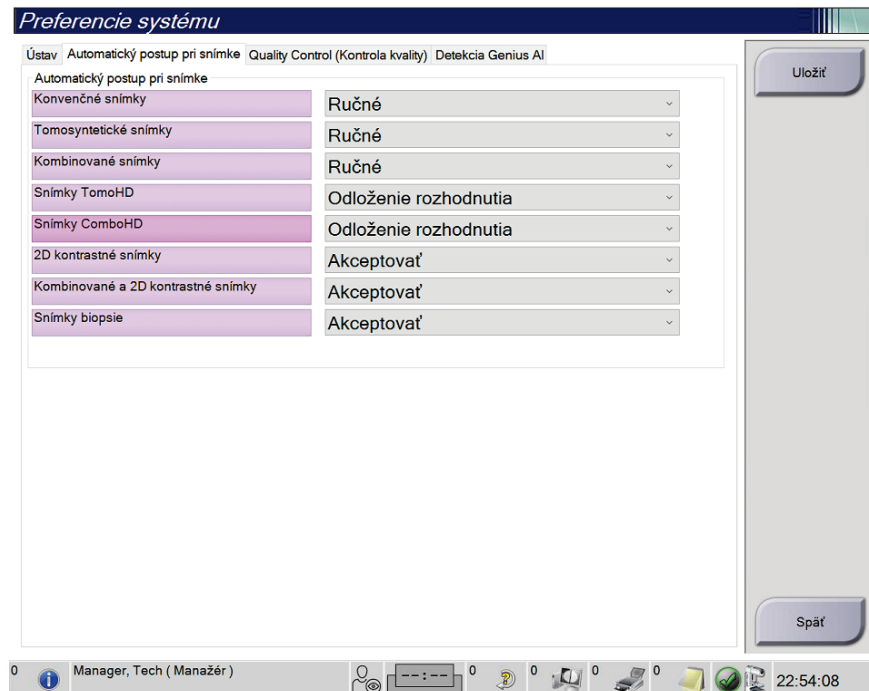 Preferencie systému
Ústav Automatický postup pri snímke Quality Control (Kontrola kvality) Detekcia Genius AI
Automatický postup pri snímke
Konvenčné snímky Ručné
Tomosyntetické snímky Ručné
Kombinované snímky Ručné
Snímky TomoHD Odloženie rozhodnutia
Snímky ComboHD Odloženie rozhodnutia
2D kontrastné snímky Akceptovať
Kombinované a 2D kontrastné snímky Akceptovať
Snímky biopsie Akceptovať
Uložiť
Späť
0 Manager, Tech ( Manažér ) --:-- 0 0 0 0 22:54:08